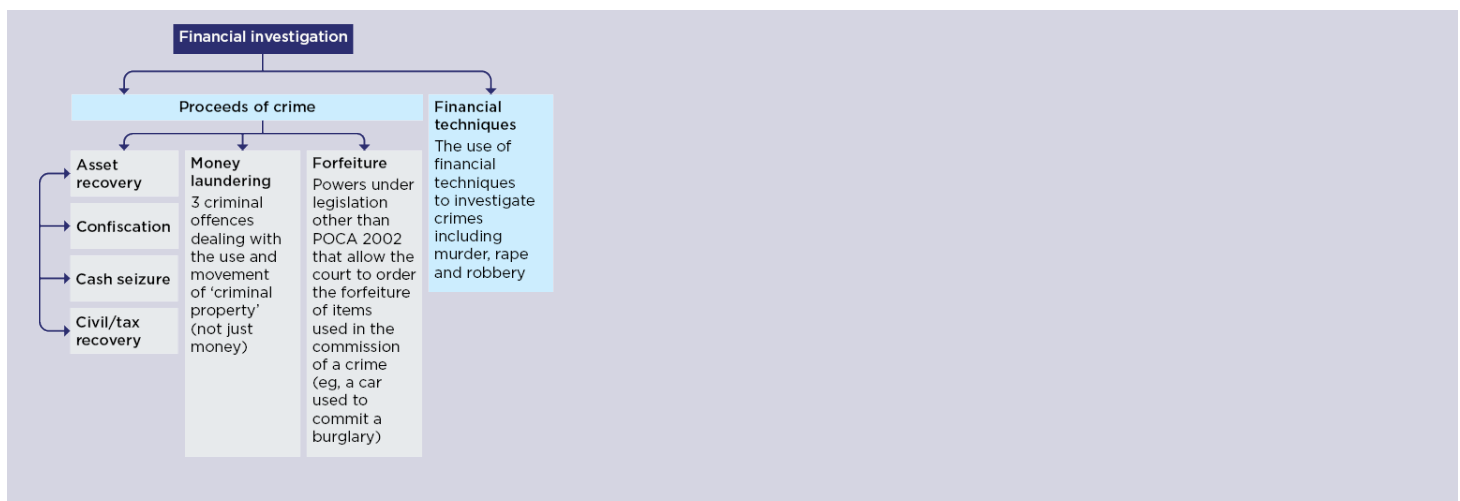 Financial investigation
Proceeds of crime
Asset
recovery
Confiscation
Cash seizure
Civil/tax
recovery
Money
laundering
3 criminal
offences
dealing with
the use and
movement
of ‘criminal
property’
(not just
money)
Forfeiture
Powers under
legislation
other than
POCA 2002
that allow the
court to order
the forfeiture
of items
used in the
commission
of a crime
(eg, a car
used to
commit a
burglary)
Financial
techniques
The use of
financial
techniques
to investigate
crimes
including
murder, rape
and robbery